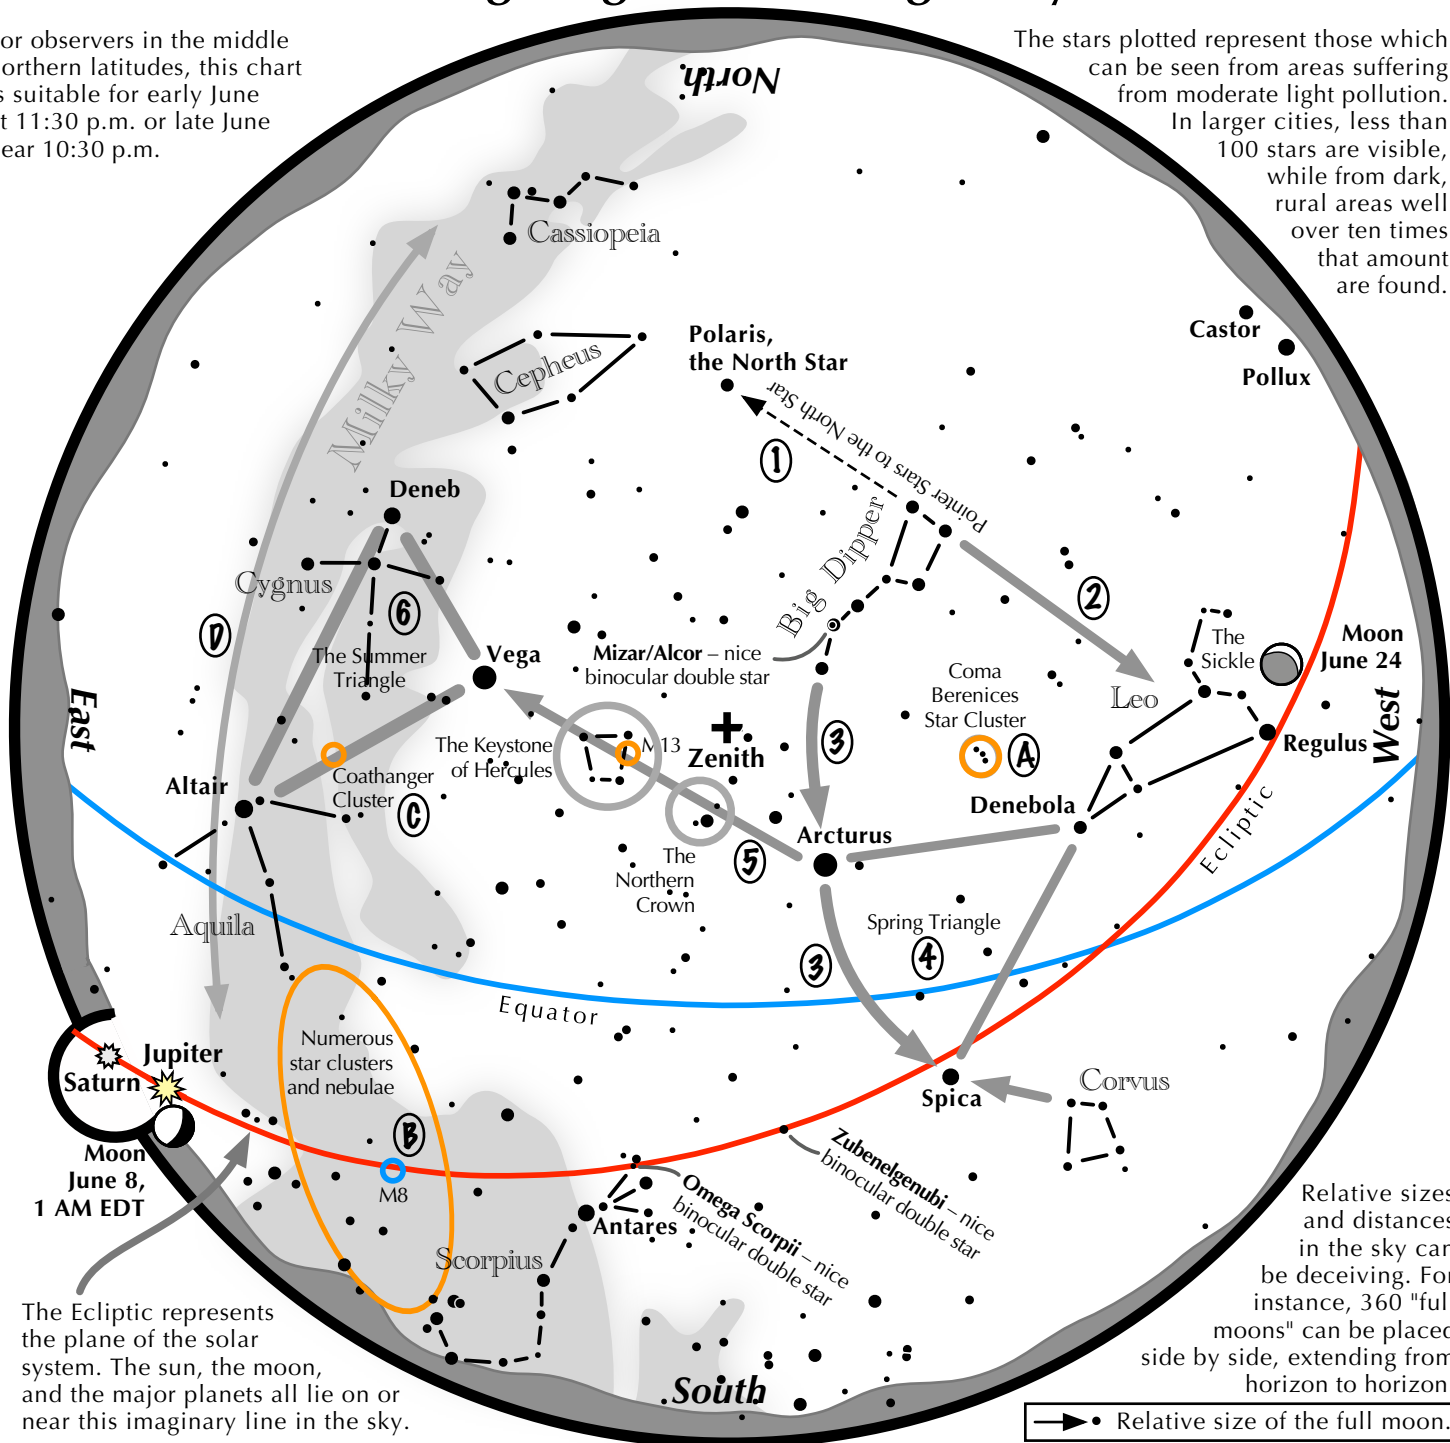 or observers in the middle
orthern latitudes, this chart
s suitable for early June
t 11:30 p.m. or late June
ear 10:30 p.m.
The stars plotted represent those which
can be seen from areas suffering
from moderate light pollution.
In larger cities, less than
100 stars are visible,
while from dark,
rural areas well
over ten times
that amount
are found.
North
Cassiopeia
Milky Way
Cepheus
Polaris,
the North Star
Castor
Pollux
Pointer Stars to the North Star
1
Deneb
Cygnus
6
The Summer
Triangle
D
Vega
Big Dipper
Mizar/Alcor – nice
binocular double star
2
Coma
Berenices
Star Cluster
A
Leo
The
Sickle
Moon
June 24
West
Regulus
East
Altair
Coathanger
Cluster
C
The Keystone
of Hercules
M13
Zenith
3
Denebola
Arcturus
The
Northern
Crown
5
Ecliptic
Aquila
Spring Triangle
4
3
Equator
Numerous
star clusters
and nebulae
Jupiter
Saturn
Spica
Corvus
B
M8
Moon
June 8,
1 AM EDT
Zubenelgenubi – nice
binocular double star
Omega Scorpii – nice
binocular double star
Antares
Scorpius
The Ecliptic represents
the plane of the solar
system. The sun, the moon,
and the major planets all lie on or
near this imaginary line in the sky.
South
Relative sizes
and distances
in the sky can
be deceiving. For
instance, 360 "full
moons" can be placed
side by side, extending from
horizon to horizon
Relative size of the full moon.